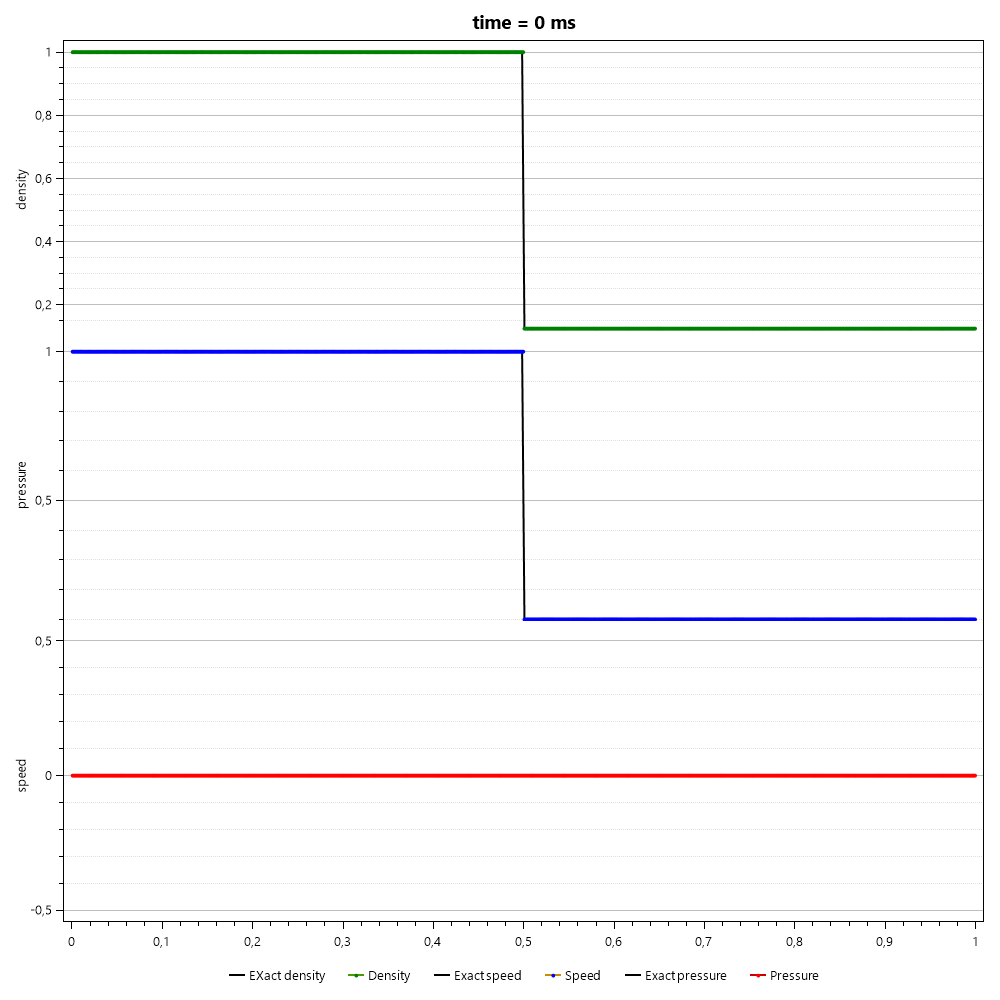 time = 0 ms
1
0,8
0,6
0,4
0,2
density
1
0,5
pressure
0,5
0
-0,5
speed
0 0,1 0,2 0,3 0,4 0,5 0,6 0,7 0,8 0,9 1
EXact density Density Exact speed Speed Exact pressure Pressure